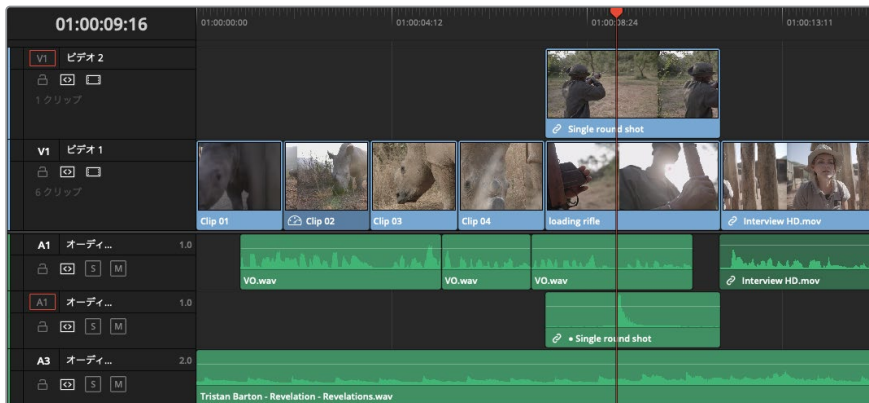 01:00:09:16
01:00:00:00
01:00:04:12
01:00:08:24
01:00:13:11
V1 ビデオ 2
1 クリップ
Single round shot
V1 ビデオ 1
6 クリップ
Clip 01
Clip 02
Clip 03
Clip 04
loading rifle
Interview HD.mov
A1 オーディ... 1.0
S M
VO.wav
VO.wav
VO.wav
Interview HD.mov
A1 オーディ... 1.0
S M
• Single round shot
A3 オーディ... 2.0
S M
Tristan Barton - Revelation - Revelations.wav